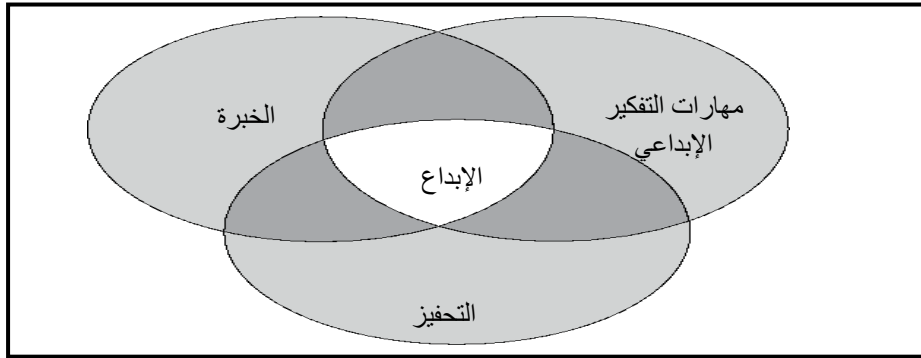 مهارات التفكير
الإبداعي
الخبرة
الإبداع
التحفيز